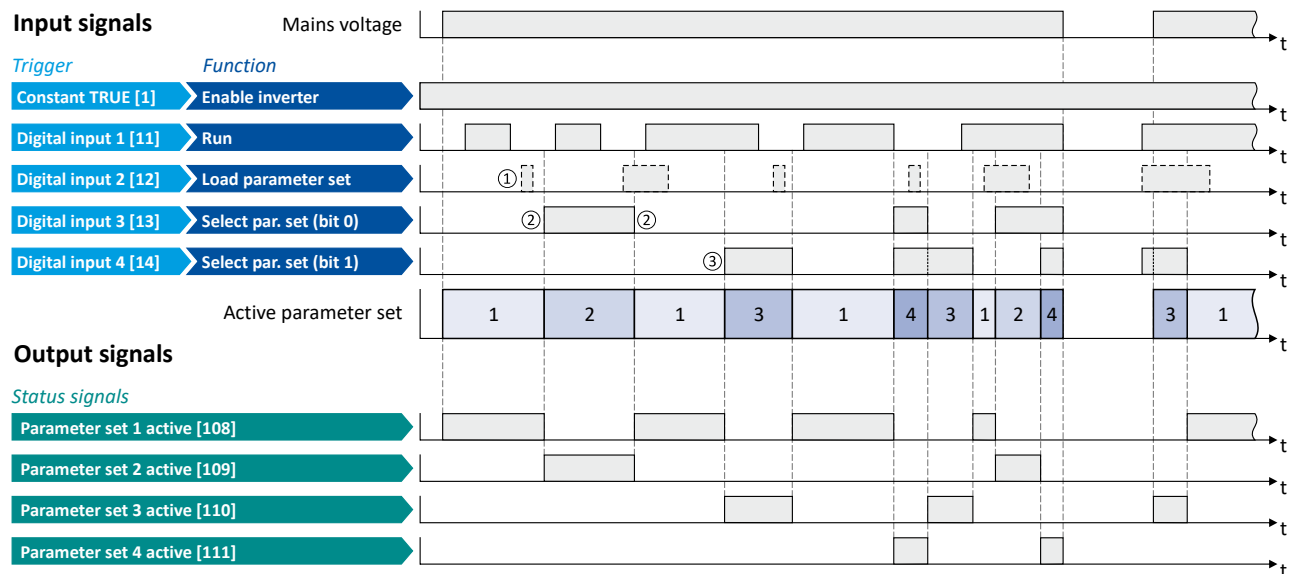 Input signals
Mains voltage
t
Trigger Function
Constant TRUE [1] Enable inverter
t
Digital input 1 [11] Run
t
Digital input 2 [12] Load parameter set ①
t
Digital input 3 [13] Select par. set (bit 0) ② ②
t
Digital input 4 [14] Select par. set (bit 1) ③
t
Active parameter set 1 2 1 3 1 4 3 1 2 4 3 1
t
Output signals
Status signals
Parameter set 1 active [108]
t
Parameter set 2 active [109]
t
Parameter set 3 active [110]
t
Parameter set 4 active [111]
t